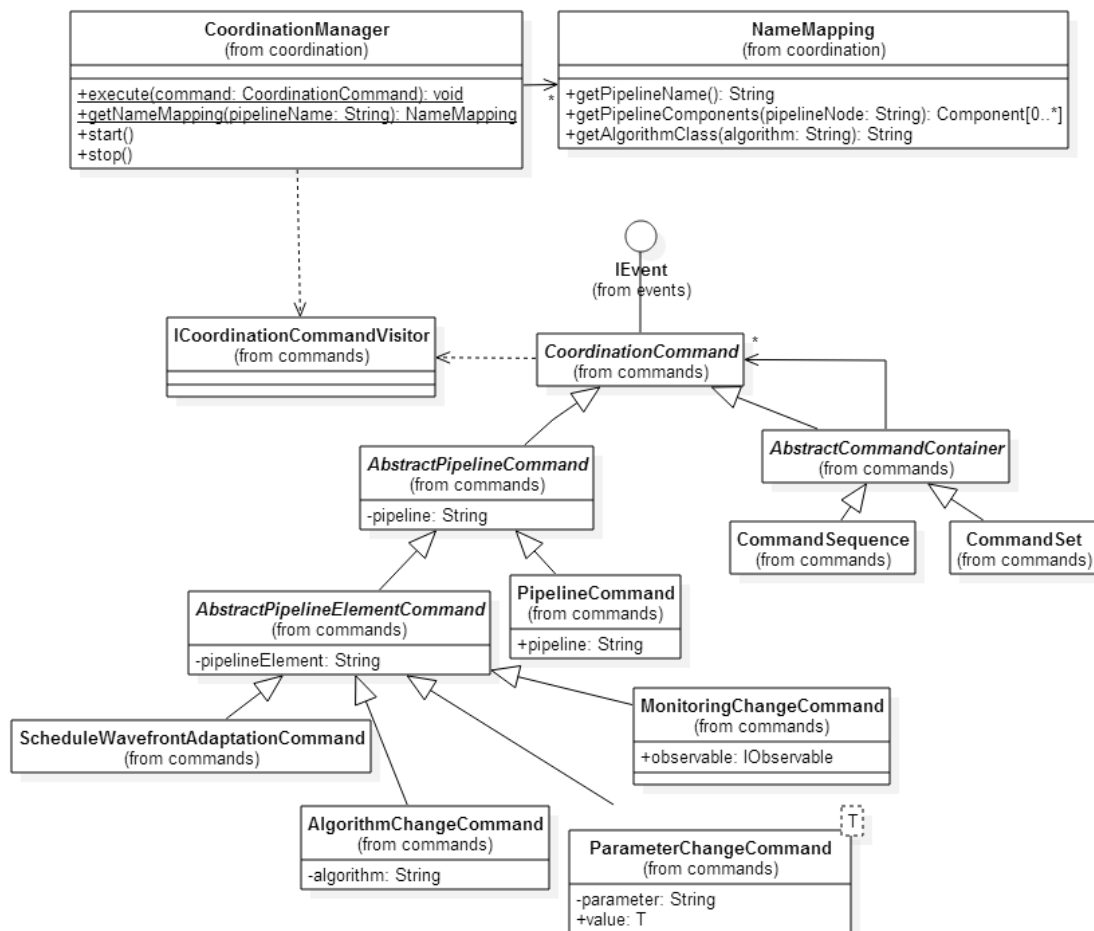 CoordinationManager
(from coordination)
+execute(command: CoordinationCommand): void
+getNameMapping(pipelineName: String): NameMapping
+start()
+stop()
NameMapping
(from coordination)
+getPipelineName(): String
+getPipelineComponents(pipelineNode: String): Component[0..*]
+getAlgorithmClass(algorithm: String): String
*
IEvent
(from events)
ICoordinationCommandVisitor
(from commands)
CoordinationCommand
(from commands)
*
AbstractPipelineCommand
(from commands)
-pipeline: String
AbstractCommandContainer
(from commands)
CommandSequence
(from commands)
CommandSet
(from commands)
AbstractPipelineElementCommand
(from commands)
-pipelineElement: String
PipelineCommand
(from commands)
+pipeline: String
ScheduleWavefrontAdaptationCommand
(from commands)
MonitoringChangeCommand
(from commands)
+observable: IObservable
AlgorithmChangeCommand
(from commands)
-algorithm: String
T
ParameterChangeCommand
(from commands)
-parameter: String
+value: T